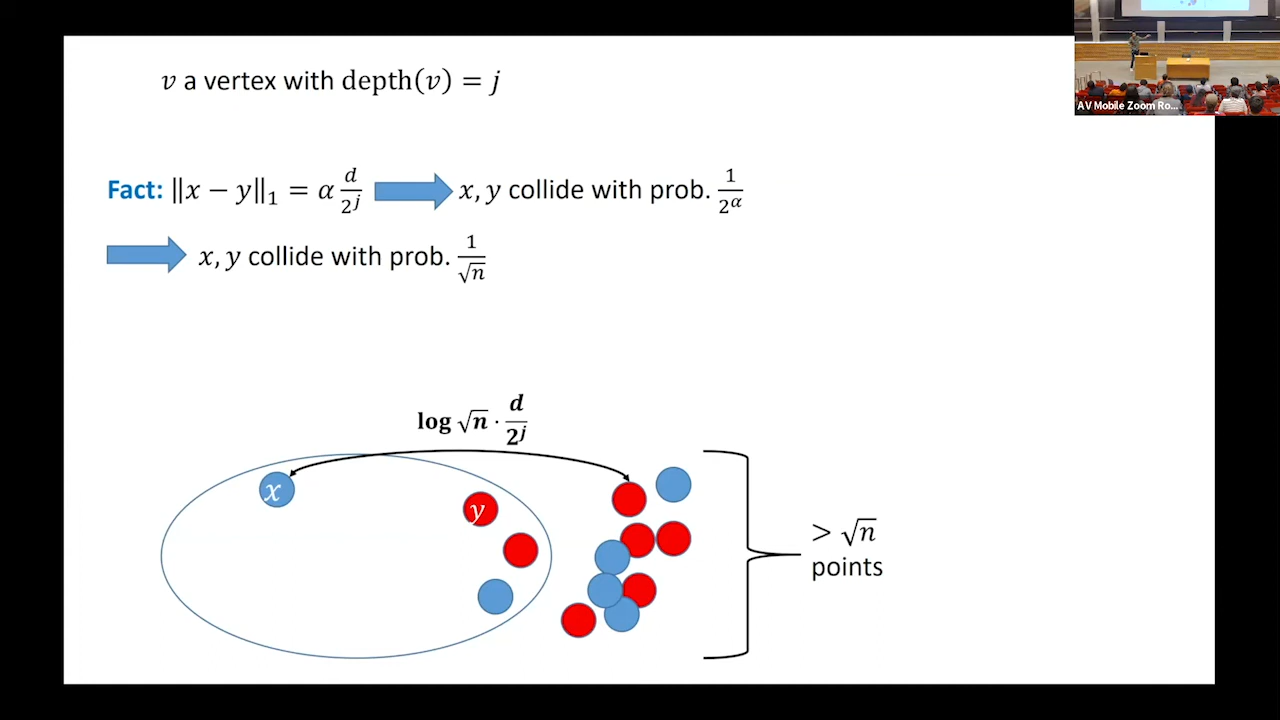 v a vertex with depth(v) = j
Fact: ‖x − y‖₁ = α d/2ʲ ⟹ x, y collide with prob. 1/2^α
⟹ x, y collide with prob. 1/√n
log √n · d/2ʲ
x
y
> √n
points
AV Mobile Zoom Ro...